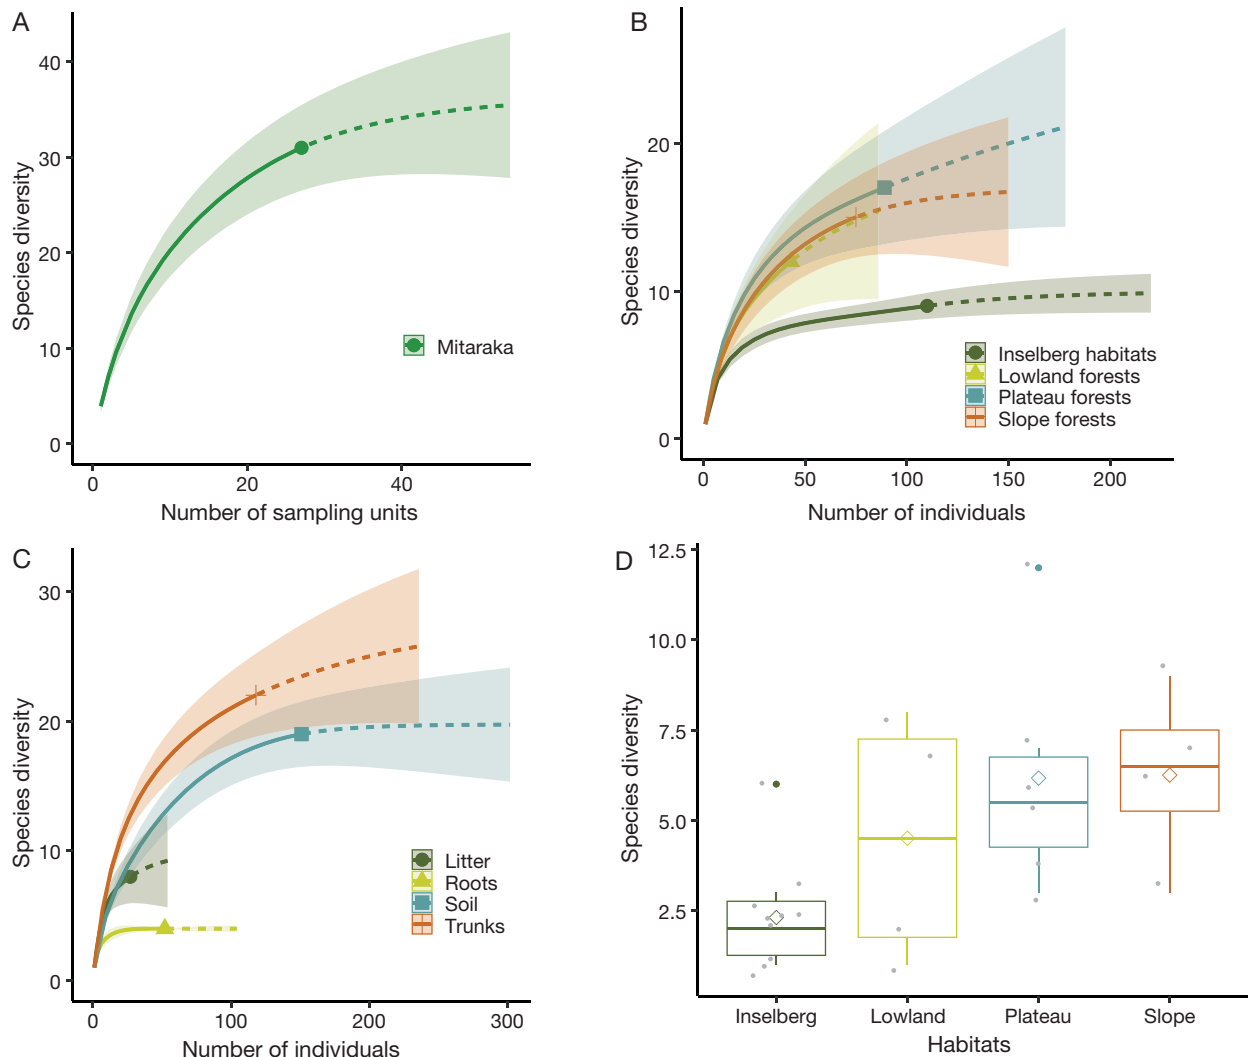 A
Species diversity
40
30
20
10
0
0
20
40
Number of sampling units
Mitaraka
B
Species diversity
20
10
0
0
50
100
150
200
Number of individuals
Inselberg habitats
Lowland forests
Plateau forests
Slope forests
C
Species diversity
30
20
10
0
0
100
200
300
Number of individuals
Litter
Roots
Soil
Trunks
D
Species diversity
12.5
10.0
7.5
5.0
2.5
Inselberg
Lowland
Plateau
Slope
Habitats